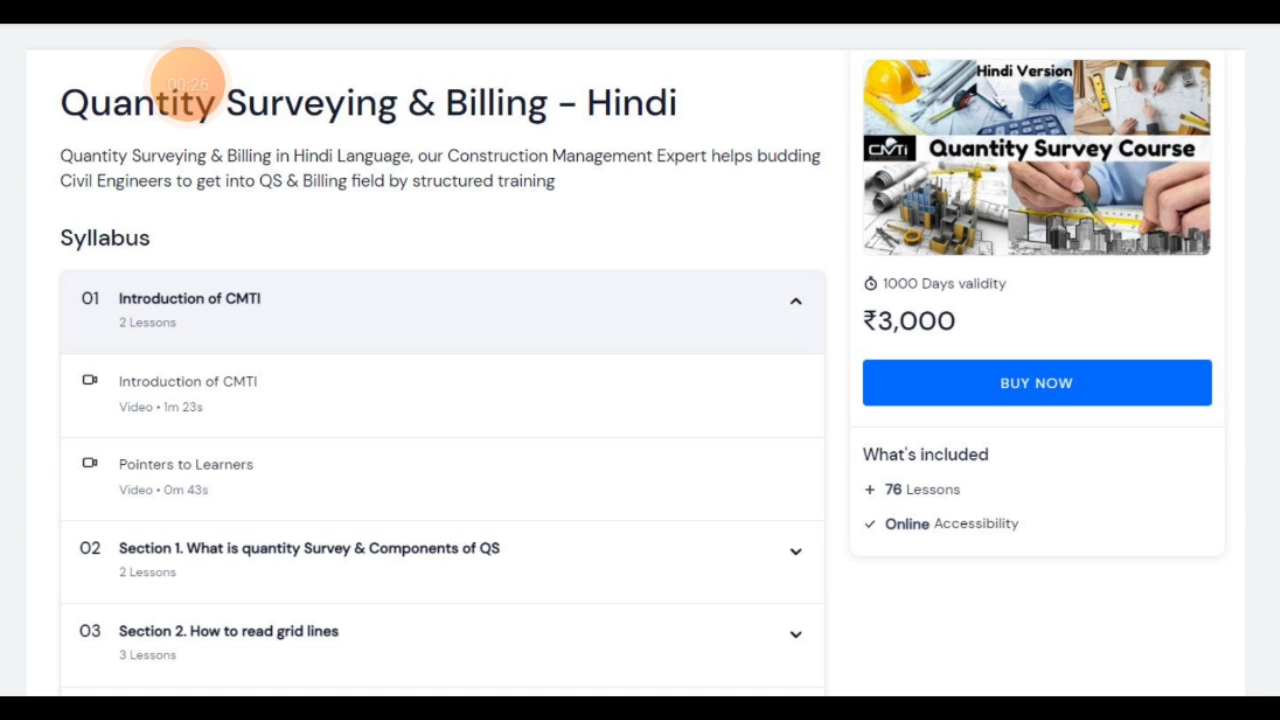 00:26
Quantity Surveying & Billing - Hindi
Quantity Surveying & Billing in Hindi Language, our Construction Management Expert helps budding
Civil Engineers to get into QS & Billing field by structured training
Syllabus
01 Introduction of CMTI
2 Lessons
Introduction of CMTI
Video • 1m 23s
Pointers to Learners
Video • 0m 43s
02 Section 1. What is quantity Survey & Components of QS
2 Lessons
03 Section 2. How to read grid lines
3 Lessons
Hindi Version
CMTI Quantity Survey Course
1000 Days validity
₹3,000
BUY NOW
What's included
+ 76 Lessons
✓ Online Accessibility